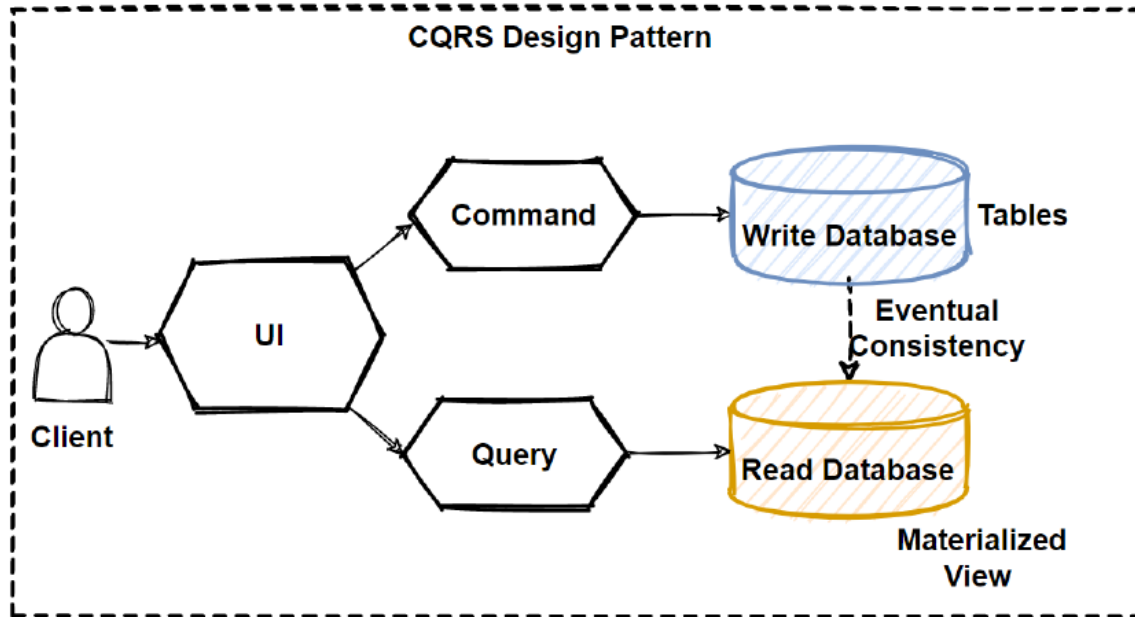 CQRS Design Pattern
Command
Write Database
Tables
UI
Eventual
Consistency
Client
Query
Read Database
Materialized
View